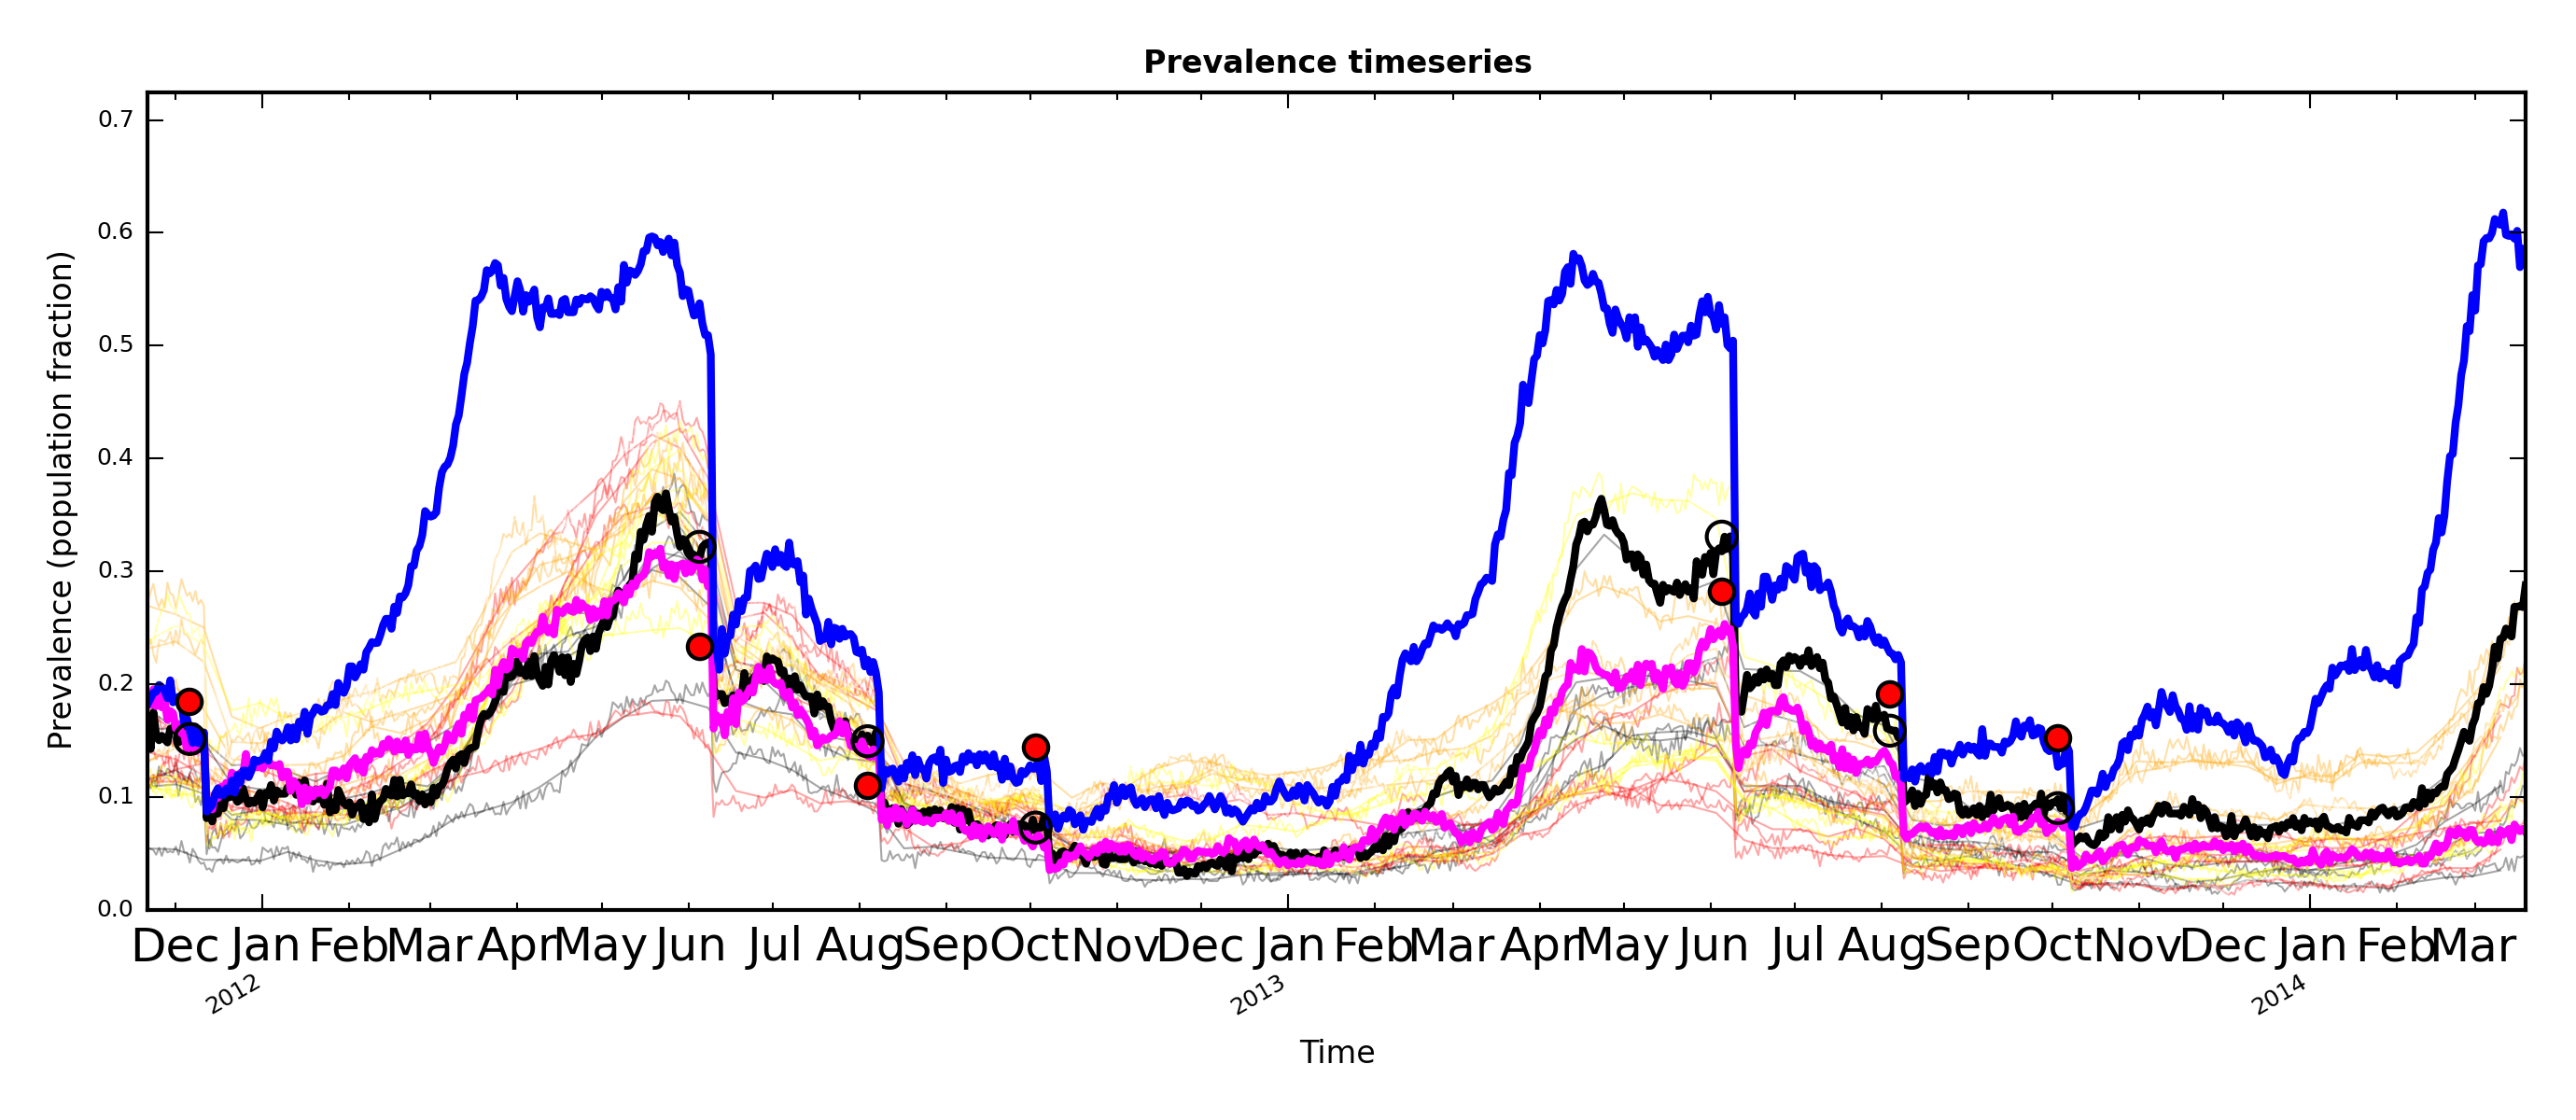 Prevalence timeseries
Prevalence (population fraction)
0.7
0.6
0.5
0.4
0.3
0.2
0.1
0.0
Dec Jan Feb Mar Apr May Jun Jul Aug Sep Oct Nov Dec Jan Feb Mar Apr May Jun Jul Aug Sep Oct Nov Dec Jan Feb Mar
2012 2013 2014
Time